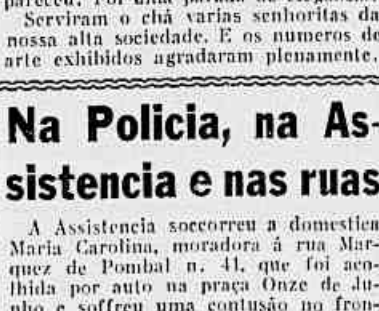 Serviram o chá varias senhoritas da
nossa alta sociedade. E os numeros de
arte exhibidos agradaram plenamente.
Na Policia, na As-
sistencia e nas ruas
A Assistencia soccorreu a domestica
Maria Carolina, moradora á rua Mar-
quez de Pombal n. 41, que foi aco-
lhida por auto na praça Onze de Ju-
nho e soffreu uma contusão no fron-